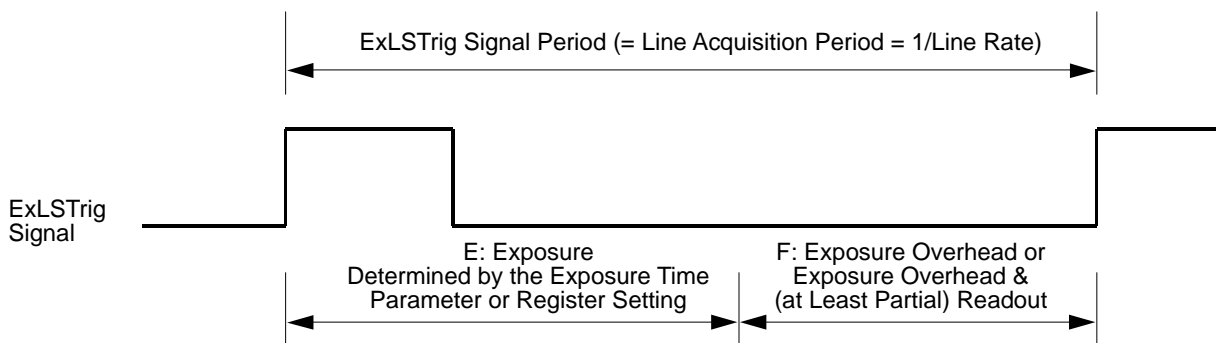 ExLSTrig Signal Period (= Line Acquisition Period = 1/Line Rate)
ExLSTrig
Signal
E: Exposure
Determined by the Exposure Time
Parameter or Register Setting
F: Exposure Overhead or
Exposure Overhead &
(at Least Partial) Readout